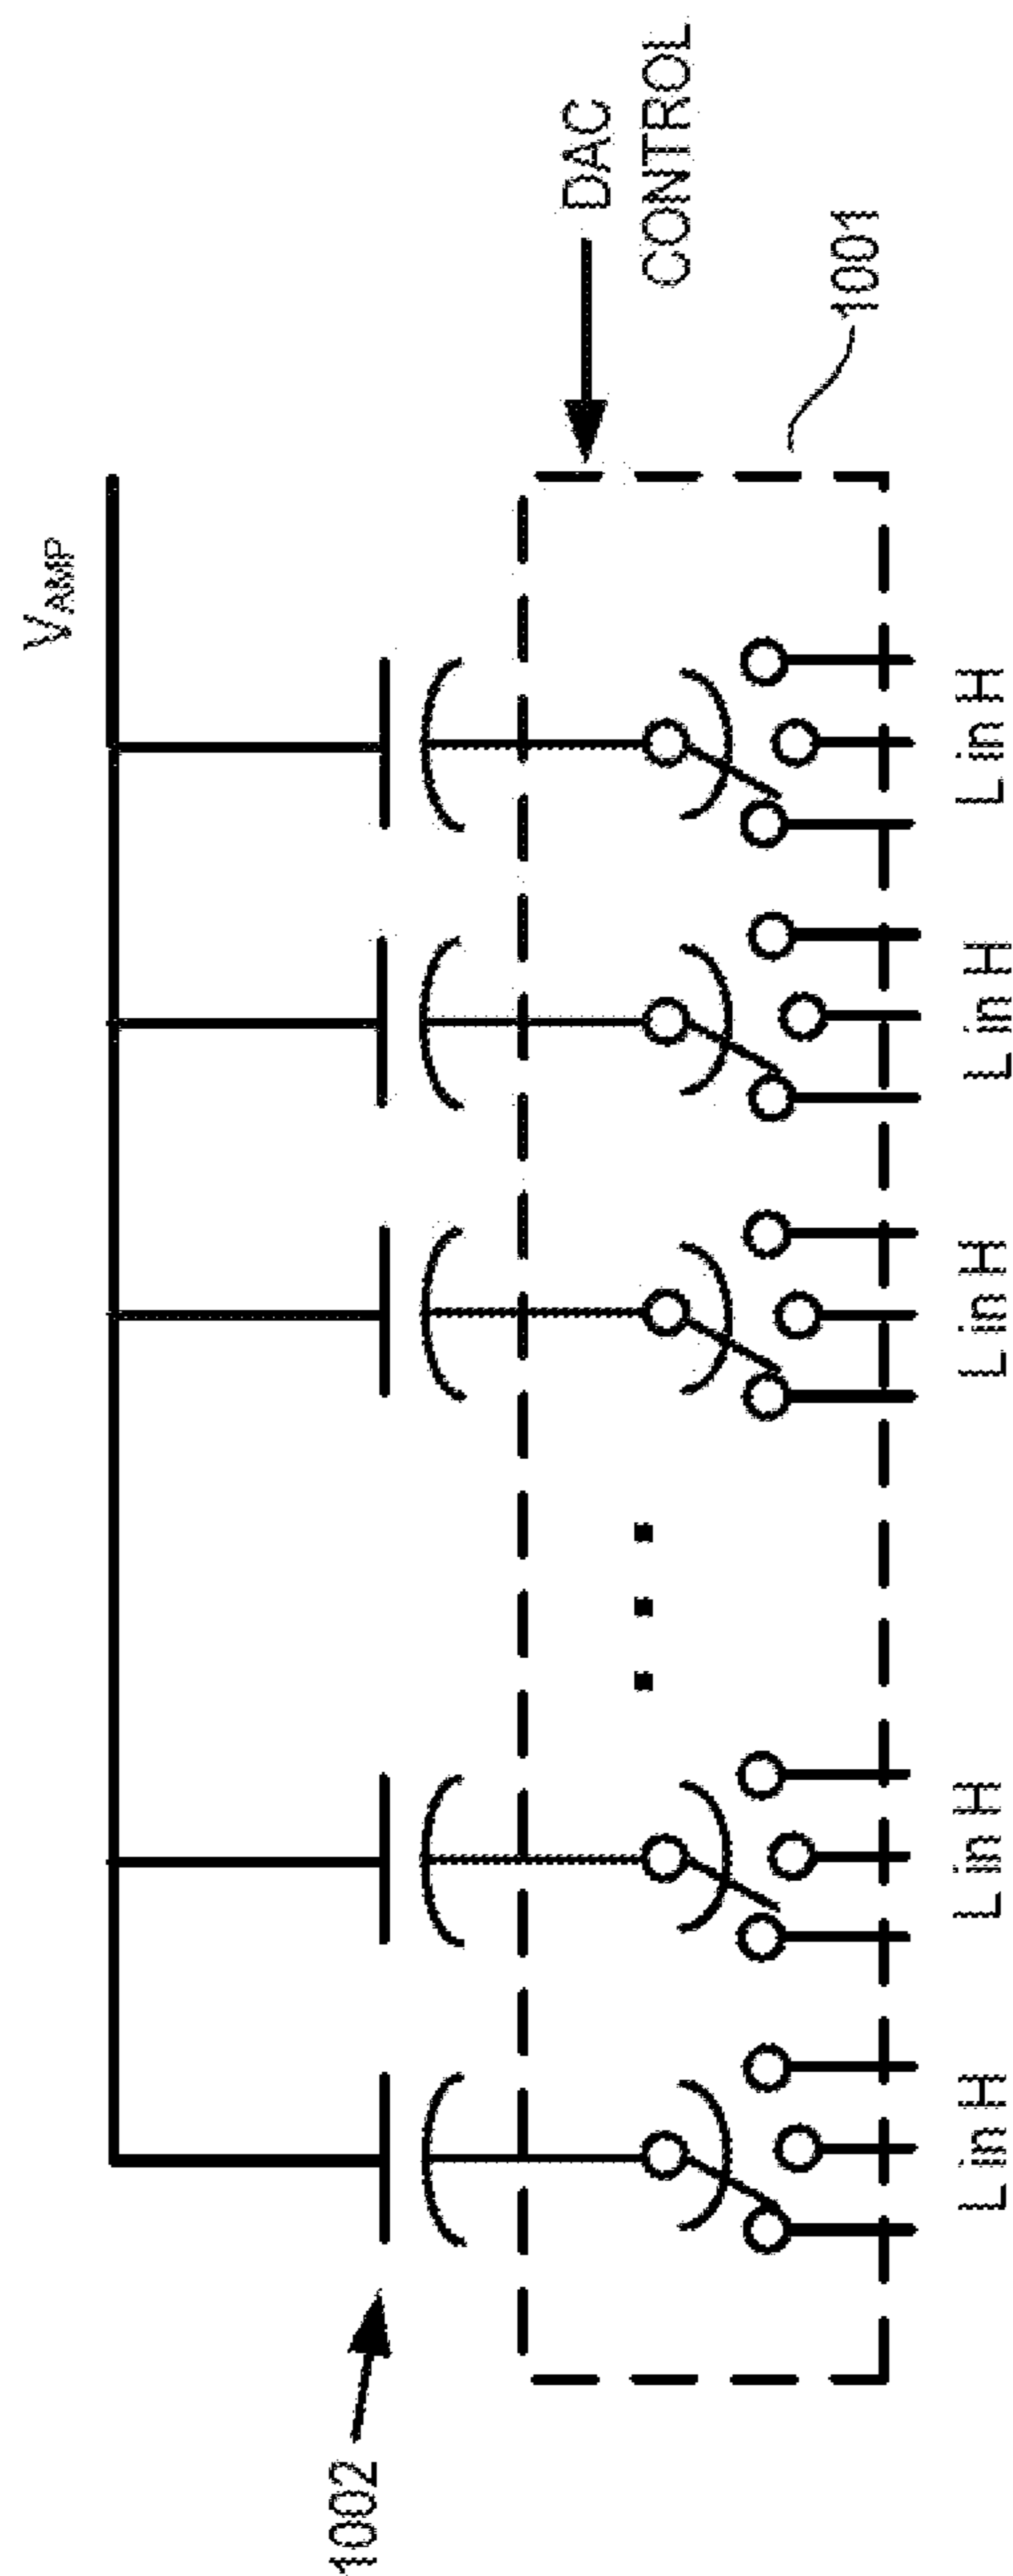 V_AMP
DAC
CONTROL
1002
1001
L in H
L in H
L in H
L in H
L in H